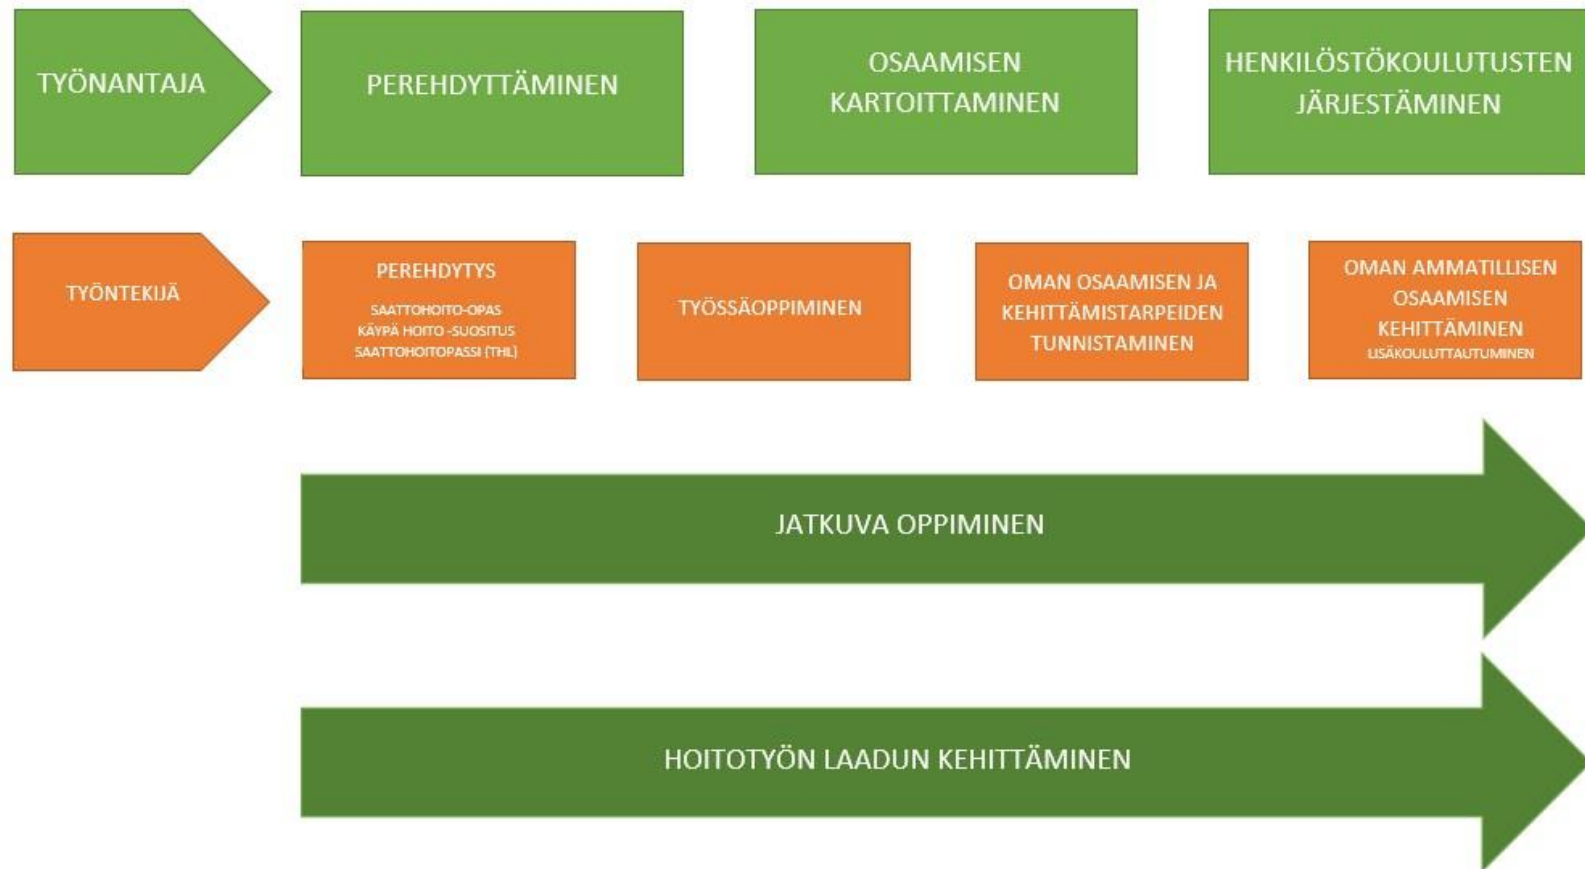 TYÖNANTAJA
PEREHDYTTÄMINEN
OSAAMISEN
KARTOITTAMINEN
HENKILÖSTÖKOULUTUSTEN
JÄRJESTÄMINEN
TYÖNTEKIJÄ
PEREHDYTYS
SAATTOHOITO-OPAS
KÄYPÄ HOITO -SUOSITUS
SAATTOHOITOPASSI (THL)
TYÖSSÄOPPIMINEN
OMAN OSAAMISEN JA
KEHITTÄMISTARPEIDEN
TUNNISTAMINEN
OMAN AMMATILLISEN
OSAAMISEN
KEHITTÄMINEN
LISÄKOULUTTAUTUMINEN
JATKUVA OPPIMINEN
HOITOTYÖN LAADUN KEHITTÄMINEN